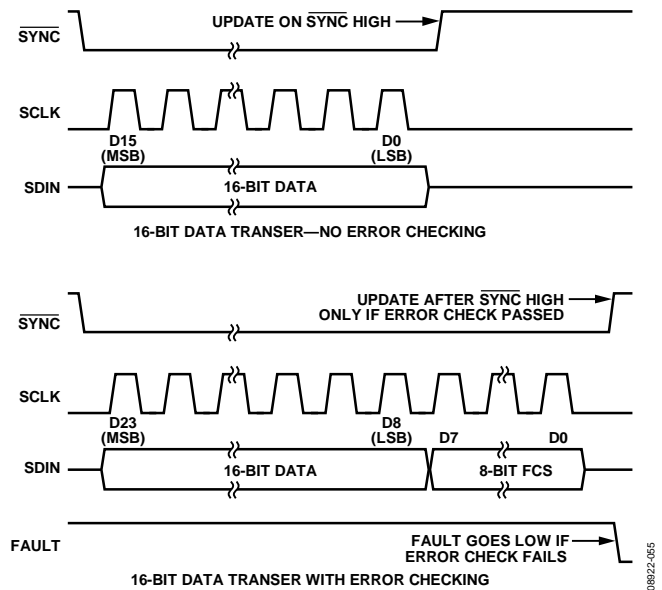 UPDATE ON SYNC HIGH
SYNC
SCLK
D15
(MSB)
D0
(LSB)
SDIN
16-BIT DATA
16-BIT DATA TRANSER—NO ERROR CHECKING
UPDATE AFTER SYNC HIGH
ONLY IF ERROR CHECK PASSED
SYNC
SCLK
D23
(MSB)
D8
(LSB)
D7
D0
SDIN
16-BIT DATA
8-BIT FCS
FAULT
FAULT GOES LOW IF
ERROR CHECK FAILS
16-BIT DATA TRANSER WITH ERROR CHECKING
08922-055